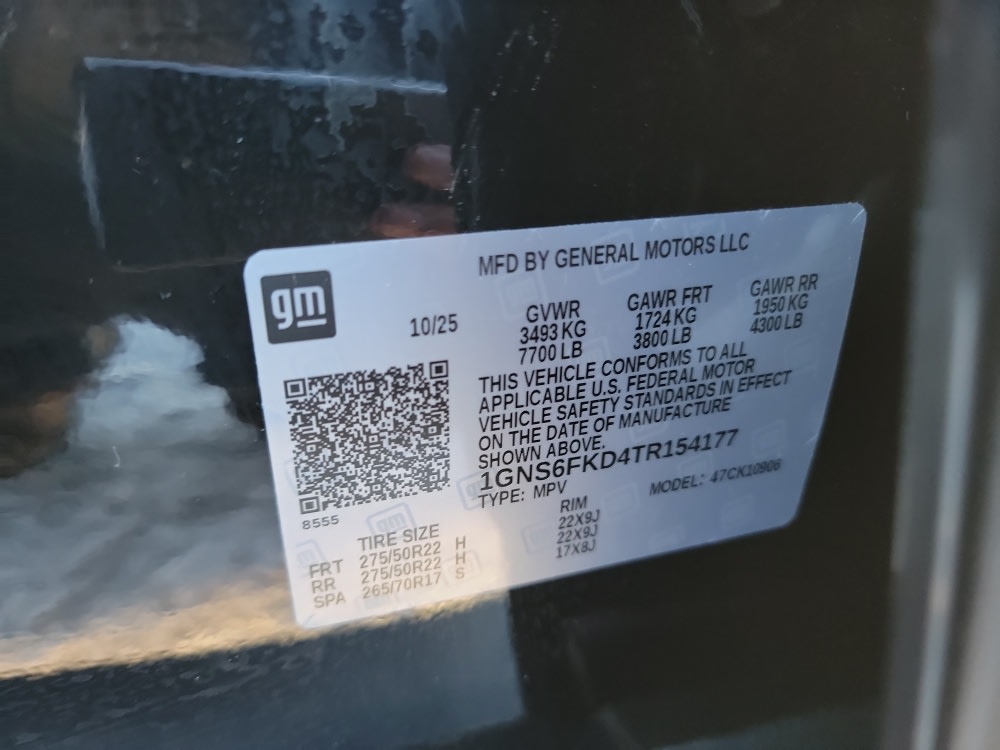 gm
MFD BY GENERAL MOTORS LLC
10/25
GVWR GAWR FRT GAWR RR
3493 KG 1724 KG 1950 KG
7700 LB 3800 LB 4300 LB
THIS VEHICLE CONFORMS TO ALL
APPLICABLE U.S. FEDERAL MOTOR
VEHICLE SAFETY STANDARDS IN EFFECT
ON THE DATE OF MANUFACTURE
SHOWN ABOVE.
1GNS6FKD4TR154177
TYPE: MPV MODEL: 47CK10906
8555
TIRE SIZE RIM
FRT 275/50R22 H 22X9J
RR 275/50R22 H 22X9J
SPA 265/70R17 S 17X8J